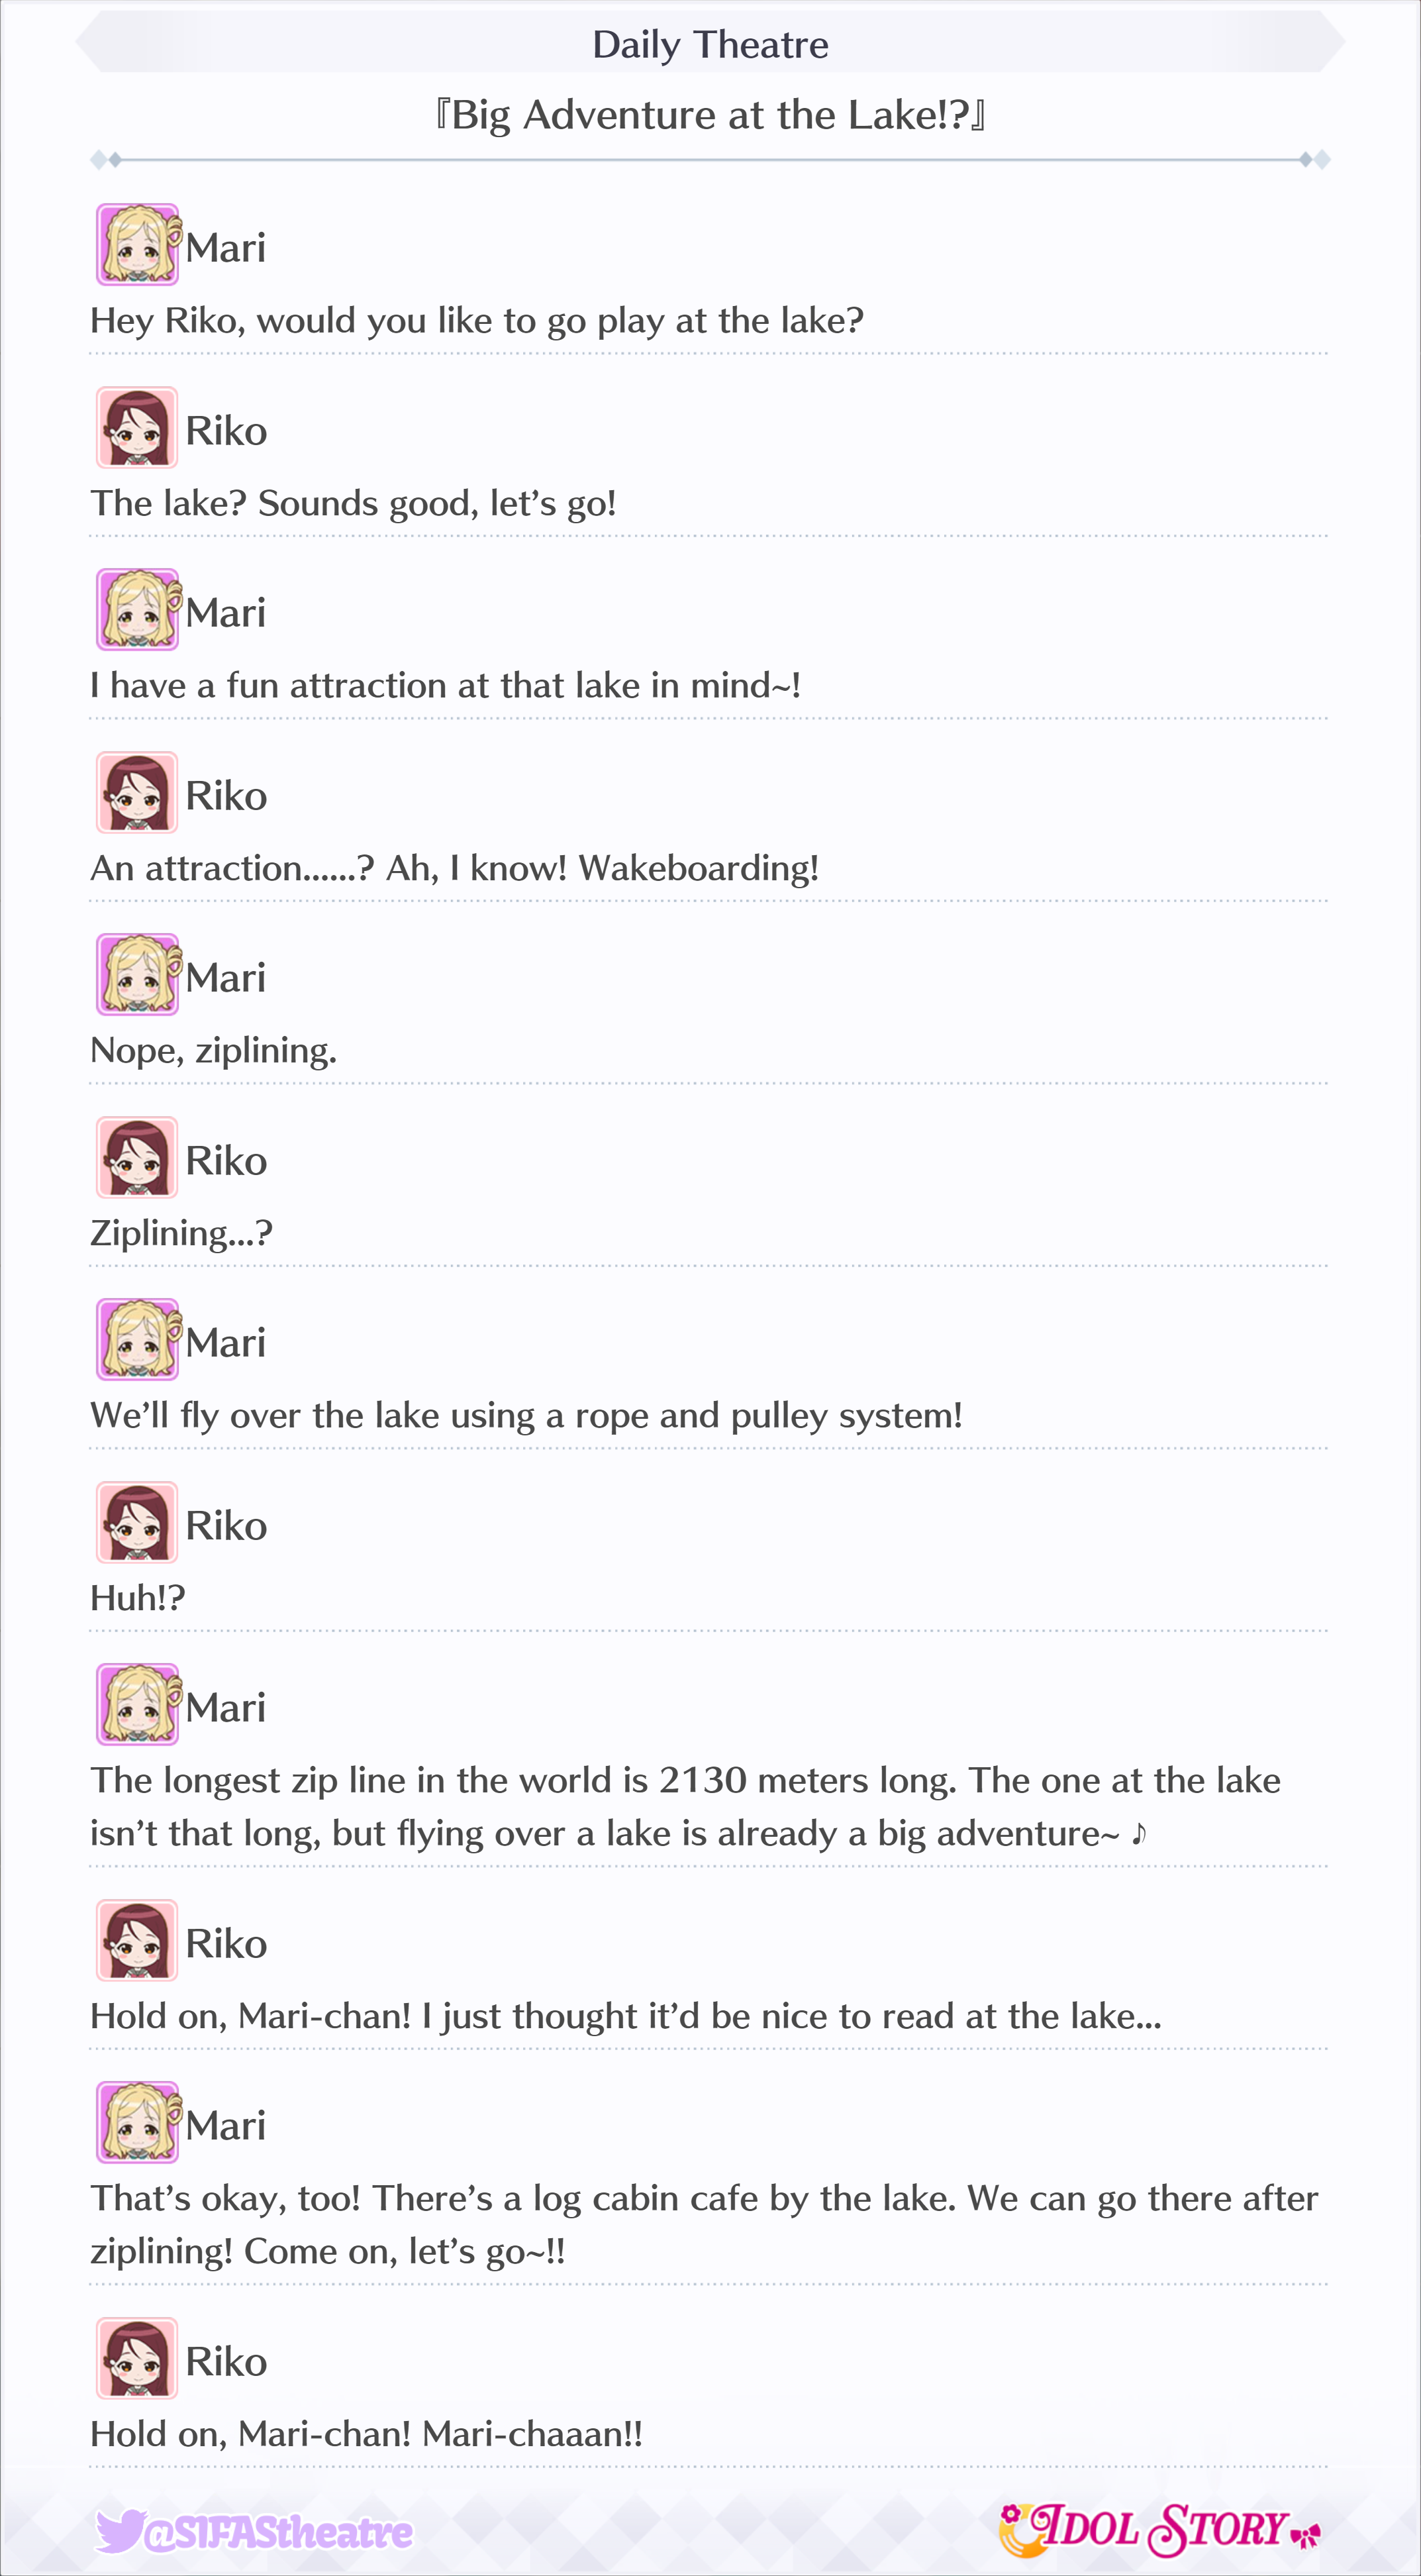 Daily Theatre
『Big Adventure at the Lake!?』
Mari
Hey Riko, would you like to go play at the lake?
Riko
The lake? Sounds good, let’s go!
Mari
I have a fun attraction at that lake in mind~!
Riko
An attraction......? Ah, I know! Wakeboarding!
Mari
Nope, ziplining.
Riko
Ziplining...?
Mari
We’ll fly over the lake using a rope and pulley system!
Riko
Huh!?
Mari
The longest zip line in the world is 2130 meters long. The one at the lake
isn’t that long, but flying over a lake is already a big adventure~ ♪
Riko
Hold on, Mari-chan! I just thought it’d be nice to read at the lake...
Mari
That’s okay, too! There’s a log cabin cafe by the lake. We can go there after
ziplining! Come on, let’s go~!!
Riko
Hold on, Mari-chan! Mari-chaaan!!
@SIFAStheatre
IDOL STORY